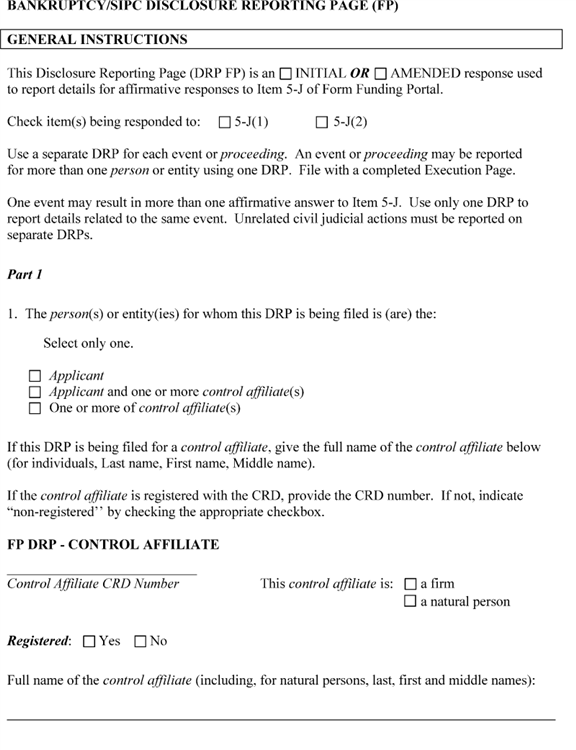 BANKRUPTCY/SIPC DISCLOSURE REPORTING PAGE (FP)
GENERAL INSTRUCTIONS
This Disclosure Reporting Page (DRP FP) is an ☐ INITIAL OR ☐ AMENDED response used
to report details for affirmative responses to Item 5-J of Form Funding Portal.
Check item(s) being responded to: ☐ 5-J(1) ☐ 5-J(2)
Use a separate DRP for each event or proceeding. An event or proceeding may be reported
for more than one person or entity using one DRP. File with a completed Execution Page.
One event may result in more than one affirmative answer to Item 5-J. Use only one DRP to
report details related to the same event. Unrelated civil judicial actions must be reported on
separate DRPs.
Part 1
1. The person(s) or entity(ies) for whom this DRP is being filed is (are) the:
Select only one.
☐ Applicant
☐ Applicant and one or more control affiliate(s)
☐ One or more of control affiliate(s)
If this DRP is being filed for a control affiliate, give the full name of the control affiliate below
(for individuals, Last name, First name, Middle name).
If the control affiliate is registered with the CRD, provide the CRD number. If not, indicate
“non-registered’’ by checking the appropriate checkbox.
FP DRP - CONTROL AFFILIATE
Control Affiliate CRD Number This control affiliate is: ☐ a firm
☐ a natural person
Registered: ☐ Yes ☐ No
Full name of the control affiliate (including, for natural persons, last, first and middle names):